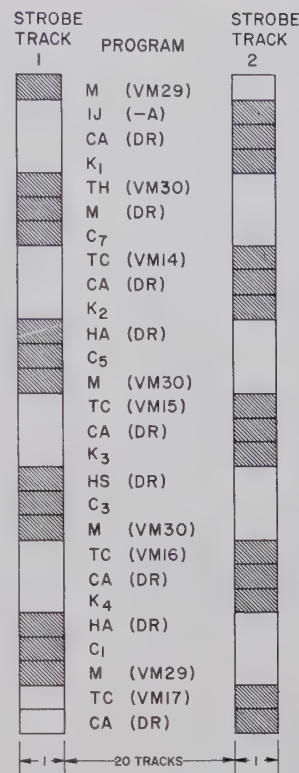 STROBE TRACK 1
PROGRAM
STROBE TRACK 2
M (VM29)
IJ (-A)
CA (DR)
K1
TH (VM30)
M (DR)
C7
TC (VM14)
CA (DR)
K2
HA (DR)
C5
M (VM30)
TC (VM15)
CA (DR)
K3
HS (DR)
C3
M (VM30)
TC (VM16)
CA (DR)
K4
HA (DR)
C1
M (VM29)
TC (VM17)
CA (DR)
1 20 TRACKS 1